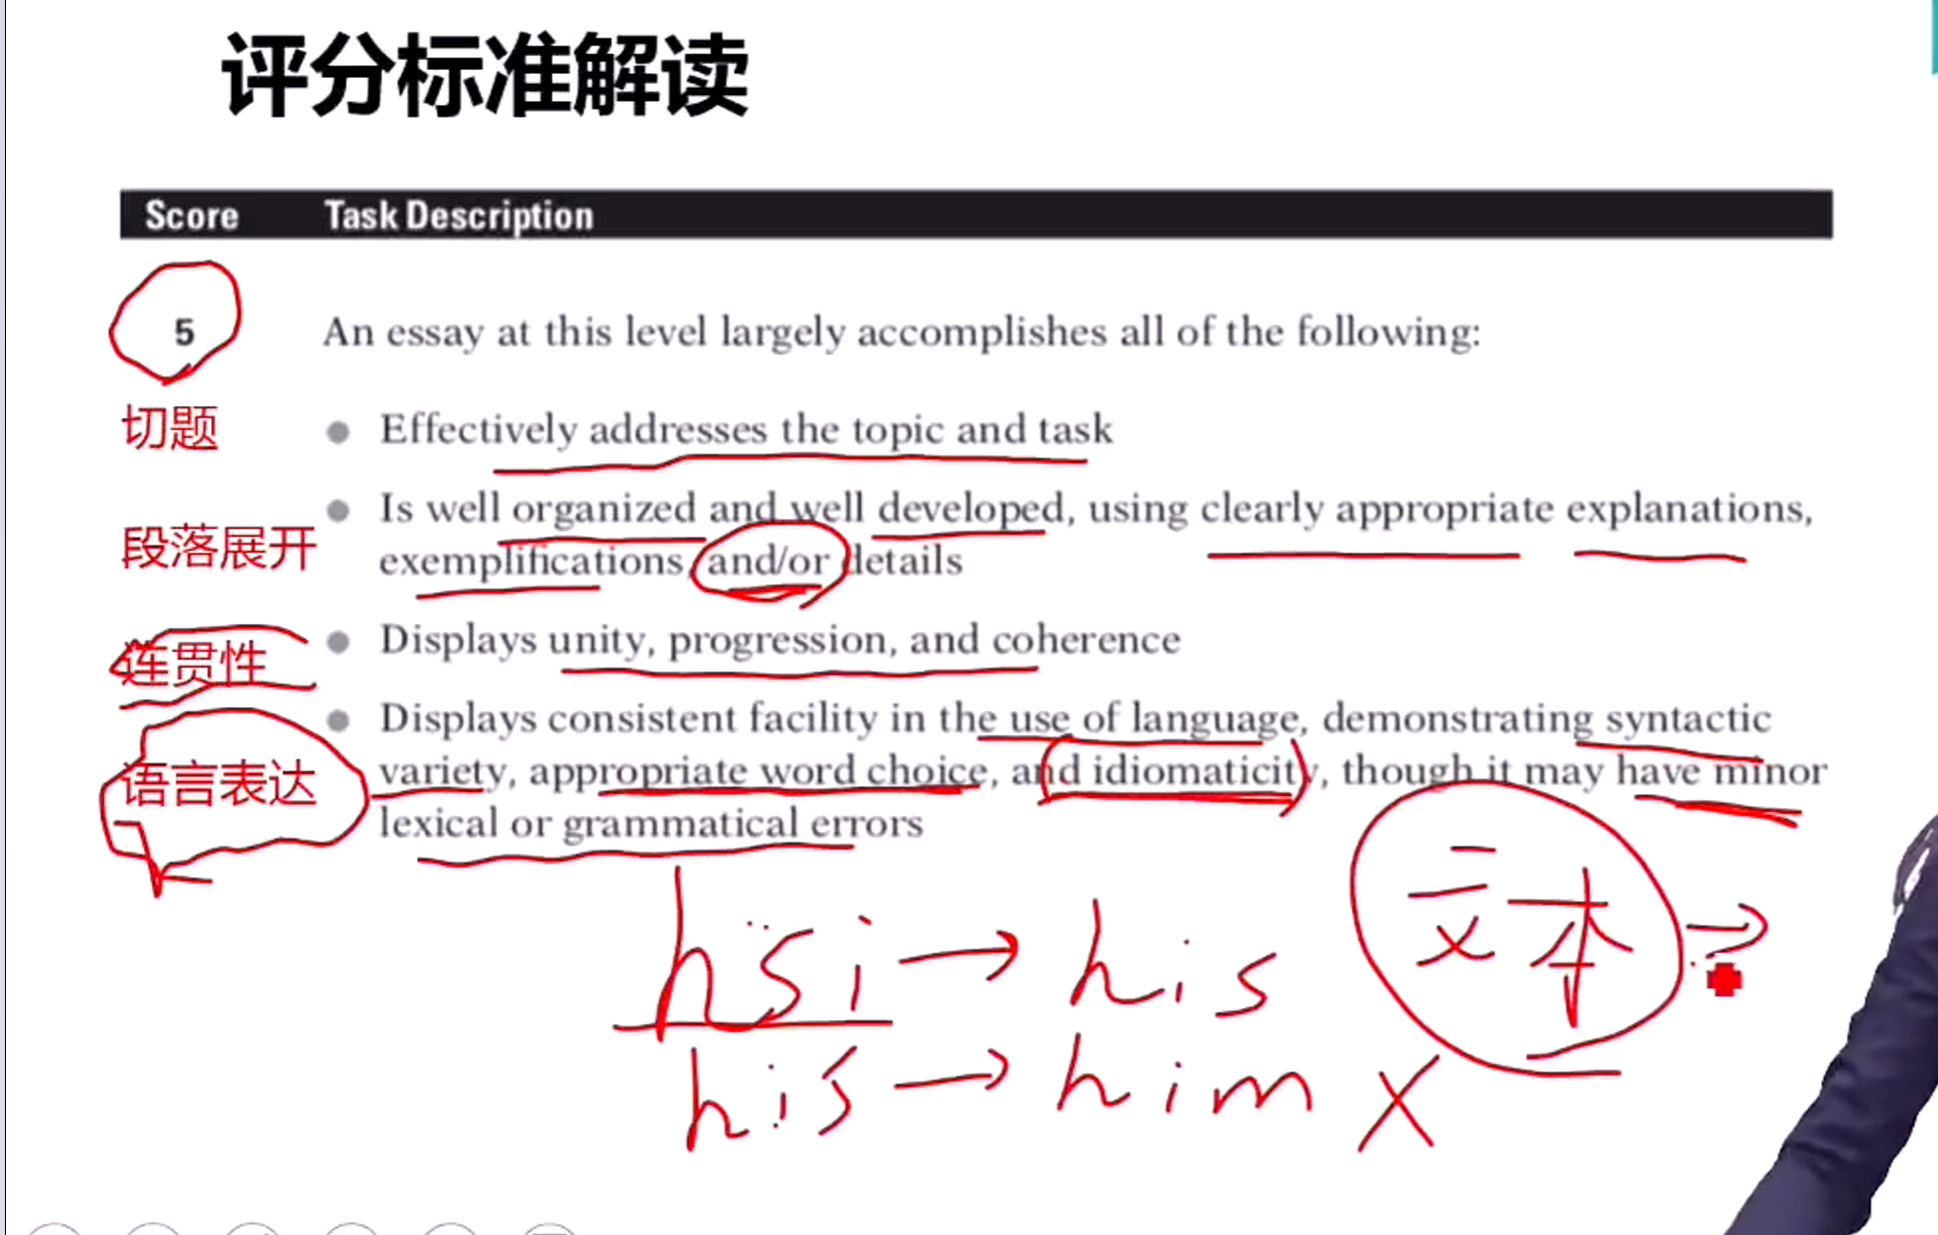 评分标准解读
Score Task Description
5 An essay at this level largely accomplishes all of the following:
切题 ● Effectively addresses the topic and task
段落展开 ● Is well organized and well developed, using clearly appropriate explanations,
exemplifications, and/or details
连贯性 ● Displays unity, progression, and coherence
语言表达 ● Displays consistent facility in the use of language, demonstrating syntactic
variety, appropriate word choice, and idiomaticity, though it may have minor
lexical or grammatical errors
hsi → his
his → him X